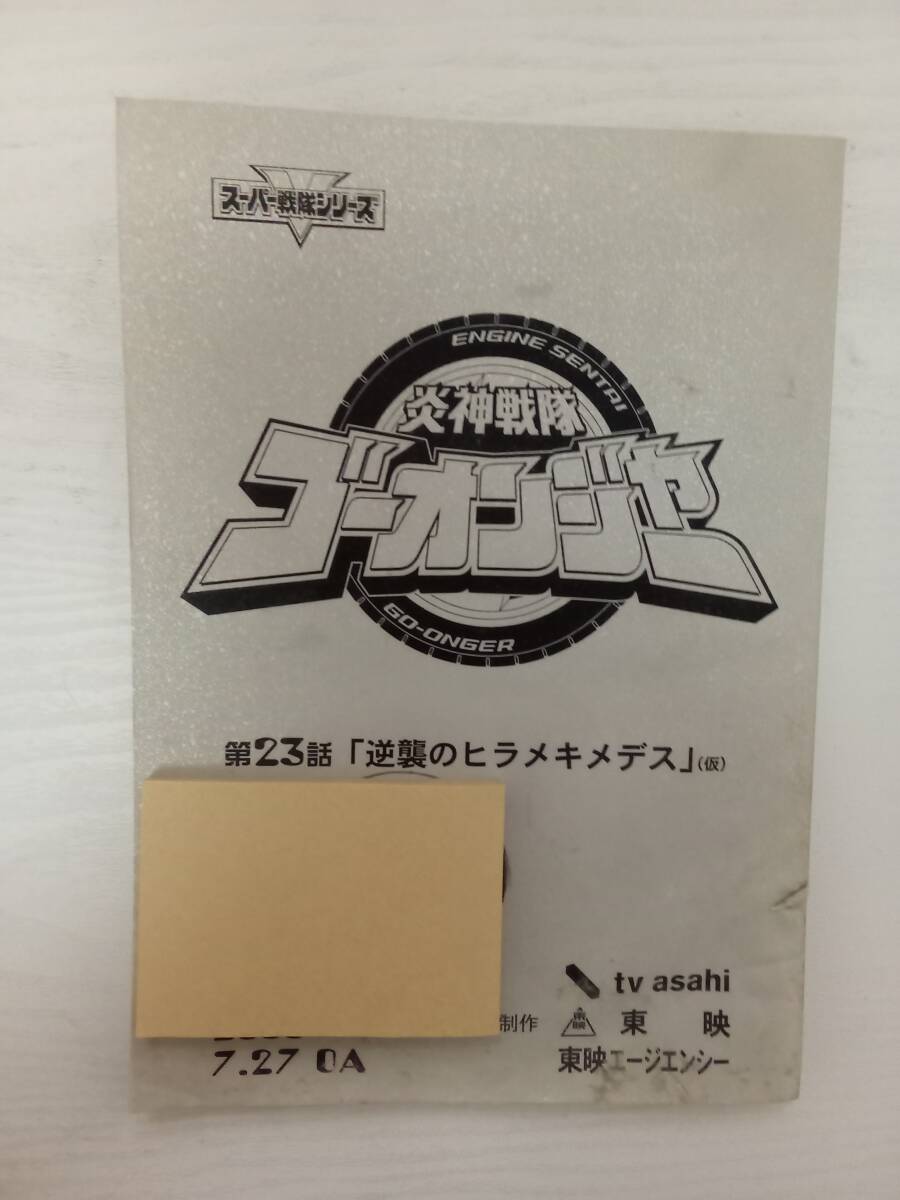 スーパー戦隊シリーズ
ENGINE SENTAI
炎神戦隊
ゴーオンジャー
GO-ONGER
第23話「逆襲のヒラメキメデス」(仮)
tv asahi
制作 東映 東映
7.27 OA 東映エージエンシー